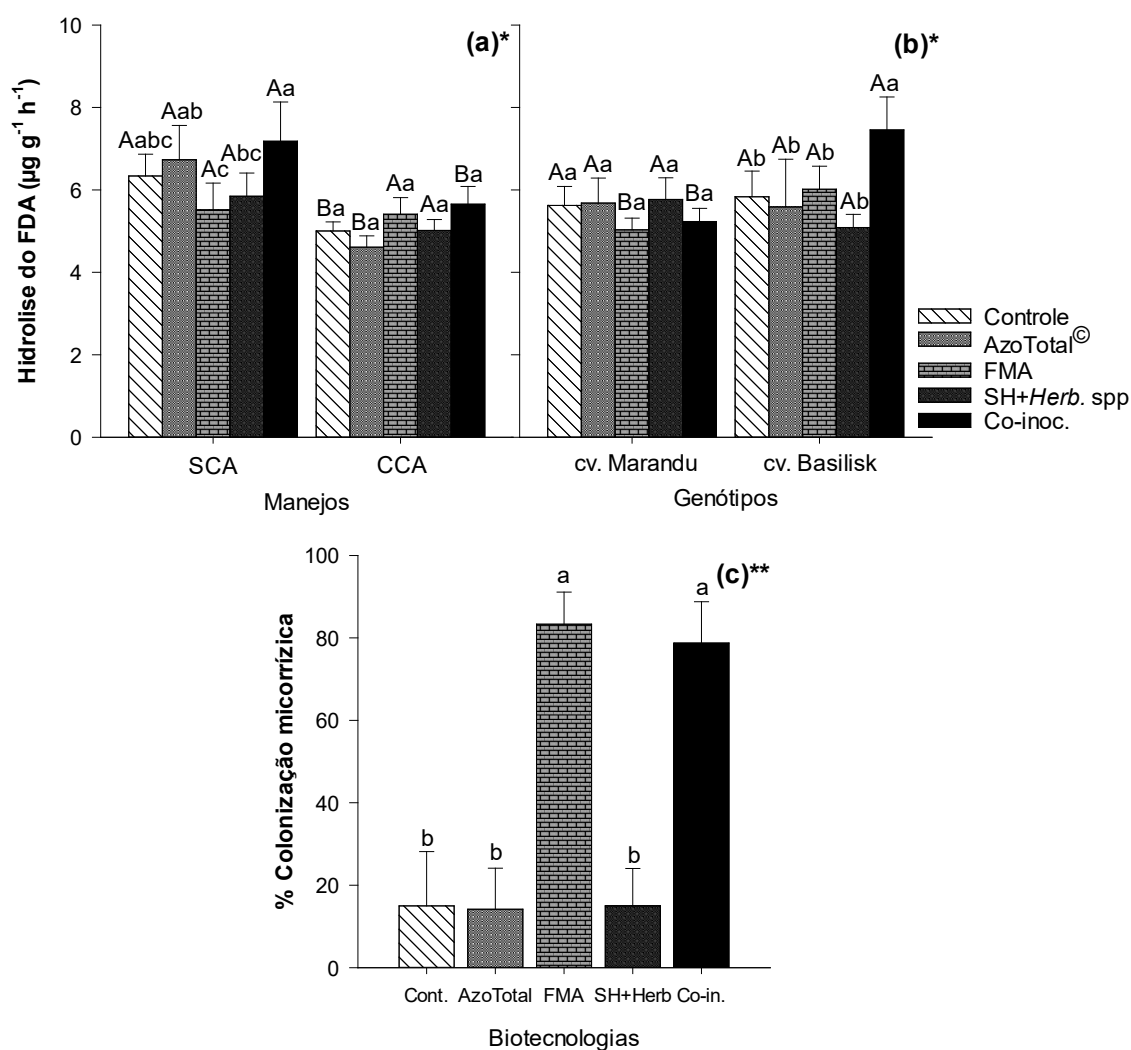 Hidrolise do FDA (µg g⁻¹ h⁻¹)
10
8
6
4
2
0
(a)*
Aabc
Aab
Ac
Abc
Aa
Ba
Ba
Aa
Aa
Ba
SCA
CCA
Manejos
(b)*
Aa
Aa
Ba
Aa
Ba
Ab
Ab
Ab
Ab
Aa
cv. Marandu
cv. Basilisk
Genótipos
Controle
AzoTotal©
FMA
SH+Herb. spp
Co-inoc.
% Colonização micorrízica
100
80
60
40
20
0
(c)**
b
b
a
b
a
Cont.
AzoTotal
FMA
SH+Herb
Co-in.
Biotecnologias